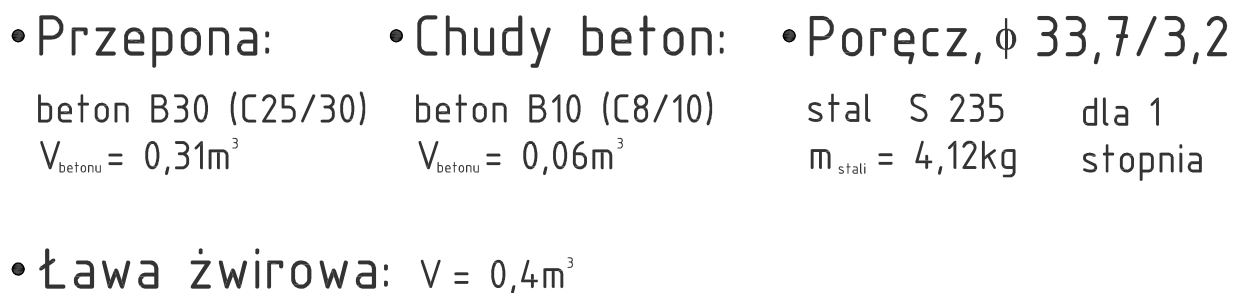 • Przepona:
beton B30 (C25/30)
Vbetonu = 0,31m³
• Chudy beton:
beton B10 (C8/10)
Vbetonu = 0,06m³
• Poręcz, ϕ 33,7/3,2
stal S 235
mstali = 4,12kg
dla 1
stopnia
• Ława żwirowa: V = 0,4m³